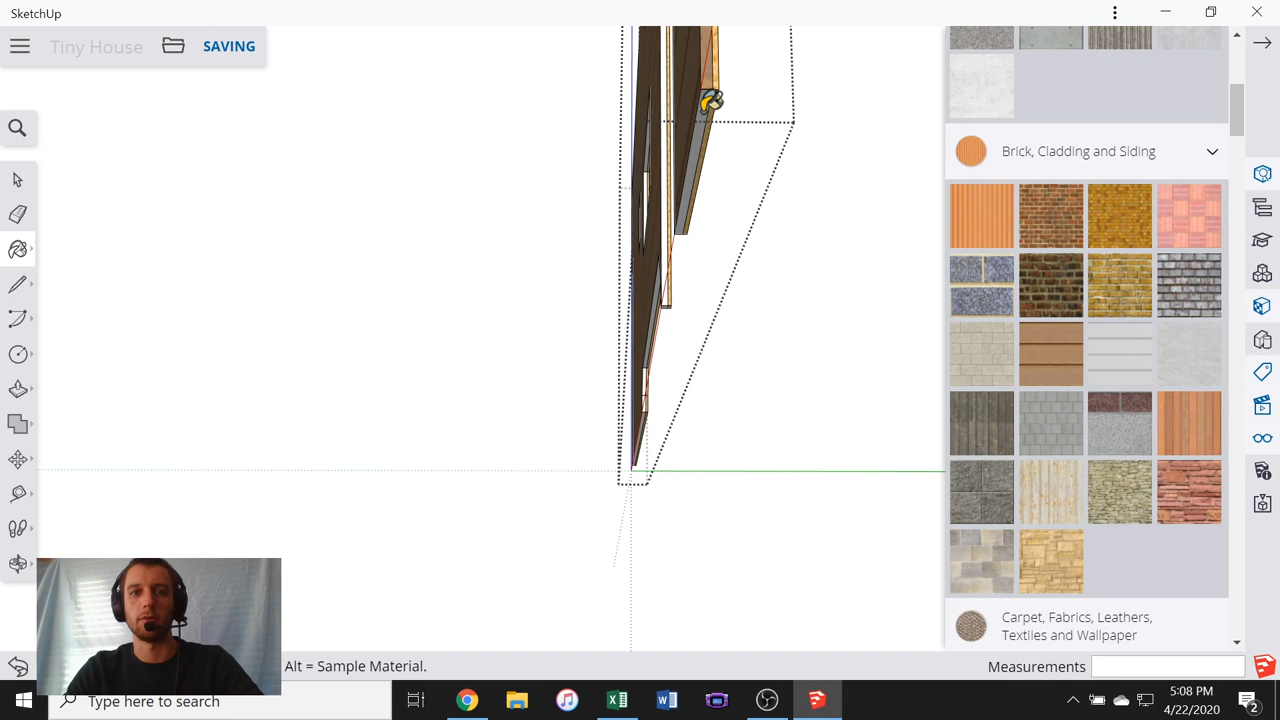 SketchUp
Tiny House
SAVING
Brick, Cladding and Siding
Carpet, Fabrics, Leathers,
Textiles and Wallpaper
Alt = Sample Material.
Measurements
Type here to search
5:08 PM
4/22/2020
2